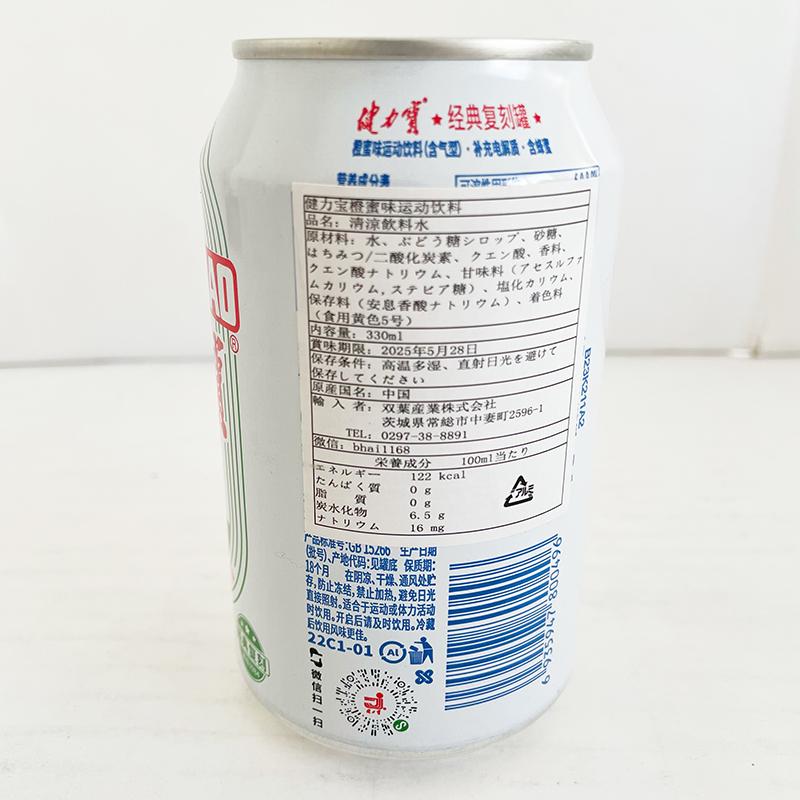 健力寶® ★ 经典复刻罐 ★
橙蜜味运动饮料(含气型)·补充电解质·含蜂蜜
营养成分表
健力宝橙蜜味运动饮料
品名: 清涼飲料水
原材料: 水、ぶどう糖シロップ、砂糖、
はちみつ/二酸化炭素、クエン酸、香料、
クエン酸ナトリウム、甘味料（アセスルファ
ムカリウム,ステビア糖）、塩化カリウム、
保存料（安息香酸ナトリウム）、着色料
（食用黄色5号）
内容量: 330ml
賞味期限: 2025年5月28日
保存条件: 高温多湿、直射日光を避けて
保存してください
原産国名: 中国
輸入者: 双葉産業株式会社
茨城県常総市中妻町2596-1
TEL: 0297-38-8891
微信: bhai1168
栄養成分 100ml当たり
エネルギー 122 kcal
たんぱく質 0 g
脂質 0 g
炭水化物 6.5 g
ナトリウム 16 mg
アルミ
产品标准号:GB 15266 生产日期
(批号)、产地代码:见罐底 保质期:
18个月 在阴凉、干燥、通风处贮
存,防止冻结,禁止加热,避免日光
直接照射。适合于运动或体力活动
时饮用。开启后请及时饮用。冷藏
后饮用风味更佳。
22C1-01
Al
微信扫一扫
B23K211A2